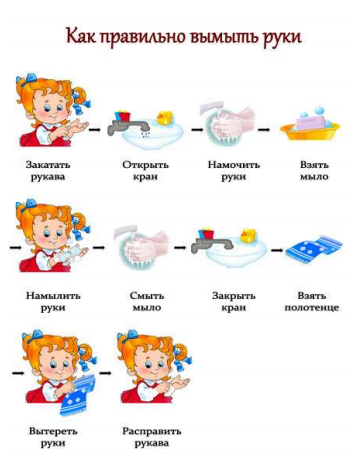 Как правильно вымыть руки
Закатать рукава
Открыть кран
Намочить руки
Взять мыло
Намылить руки
Смыть мыло
Закрыть кран
Взять полотенце
Вытереть руки
Расправить рукава